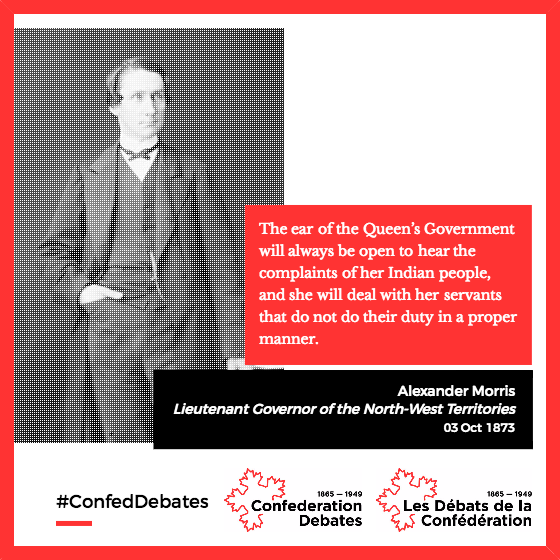 The ear of the Queen's Government
will always be open to hear the
complaints of her Indian people,
and she will deal with her servants
that do not do their duty in a proper
manner.
Alexander Morris
Lieutenant Governor of the North-West Territories
03 Oct 1873
#ConfedDebates
1865 — 1949
Confederation
Debates
1865 — 1949
Les Débats de la
Confédération